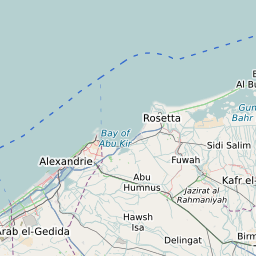 Al Bu
Rosetta
Gun
Bahr
Bay of
Abu Kir
Sidi Salim
Alexandrie
Fuwah
Abu
Humnus
Kafr el-
Jazirat al
Rahmaniyah
Hawsh
Isa
Arab el-Gedida
Delingat
Birm